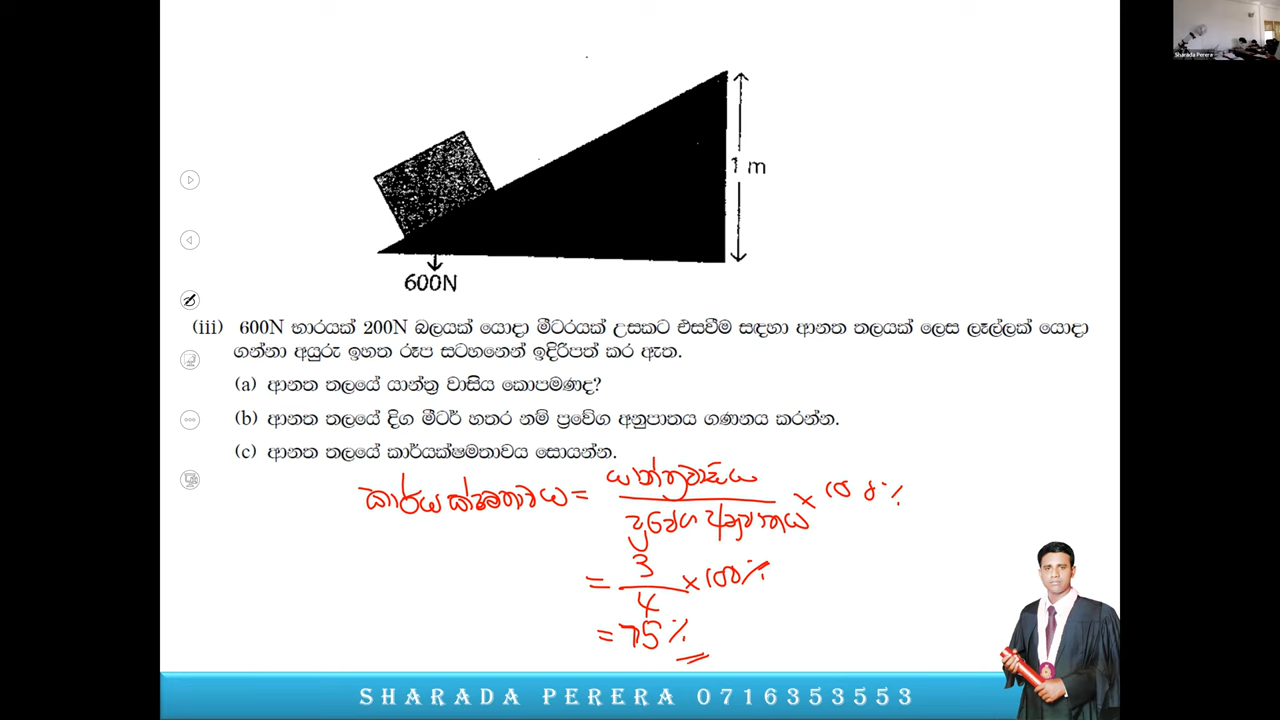 Sharada Perera
1 m
600N
(iii) 600N භාරයක් 200N බලයක් යොදා මීටරයක් උසකට එසවීම සඳහා ආනත තලයක් ලෙස ලෑල්ලක් යොදා
ගන්නා අයුරු ඉහත රූප සටහනෙන් ඉදිරිපත් කර ඇත.
(a) ආනත තලයේ යාන්ත්‍ර වාසිය කොපමණද?
(b) ආනත තලයේ දිග මීටර් හතර නම් ප්‍රවේග අනුපාතය ගණනය කරන්න.
(c) ආනත තලයේ කාර්යක්ෂමතාවය සොයන්න.
කාර්යක්ෂමතාවය = යාන්ත්‍රවාසිය / ප්‍රවේග අනුපාතය × 100%
= 3/4 × 100%
= 75%
SHARADA PERERA 0716353553